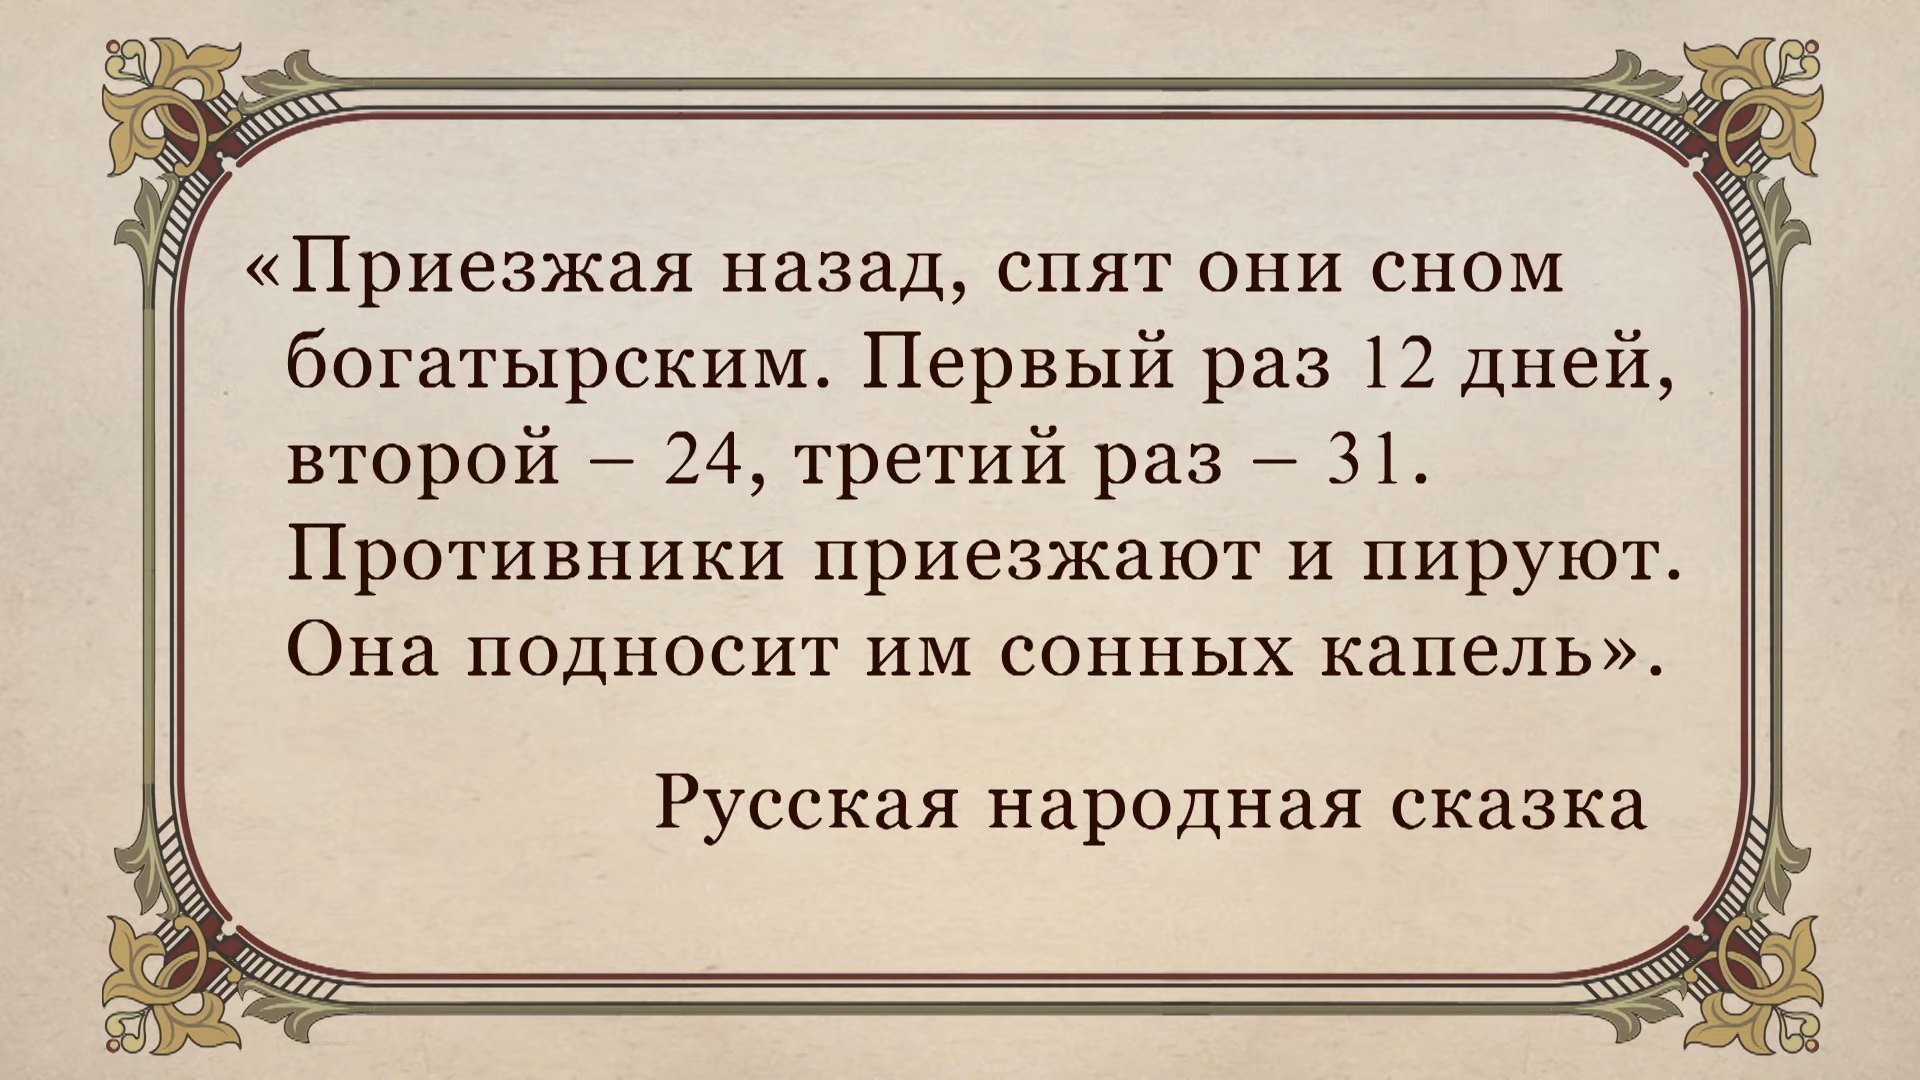 «Приезжая назад, спят они сном
богатырским. Первый раз 12 дней,
второй – 24, третий раз – 31.
Противники приезжают и пируют.
Она подносит им сонных капель».
Русская народная сказка